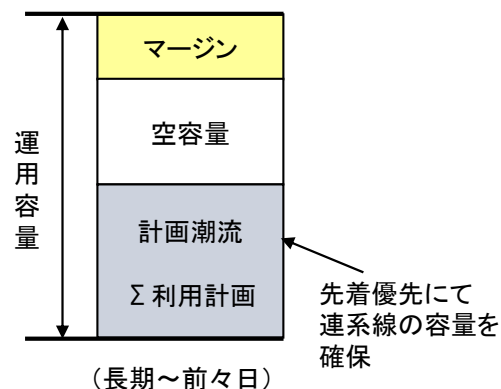 マージン
空容量
運用容量
計画潮流
Σ利用計画
先着優先にて
連系線の容量を
確保
（長期～前々日）